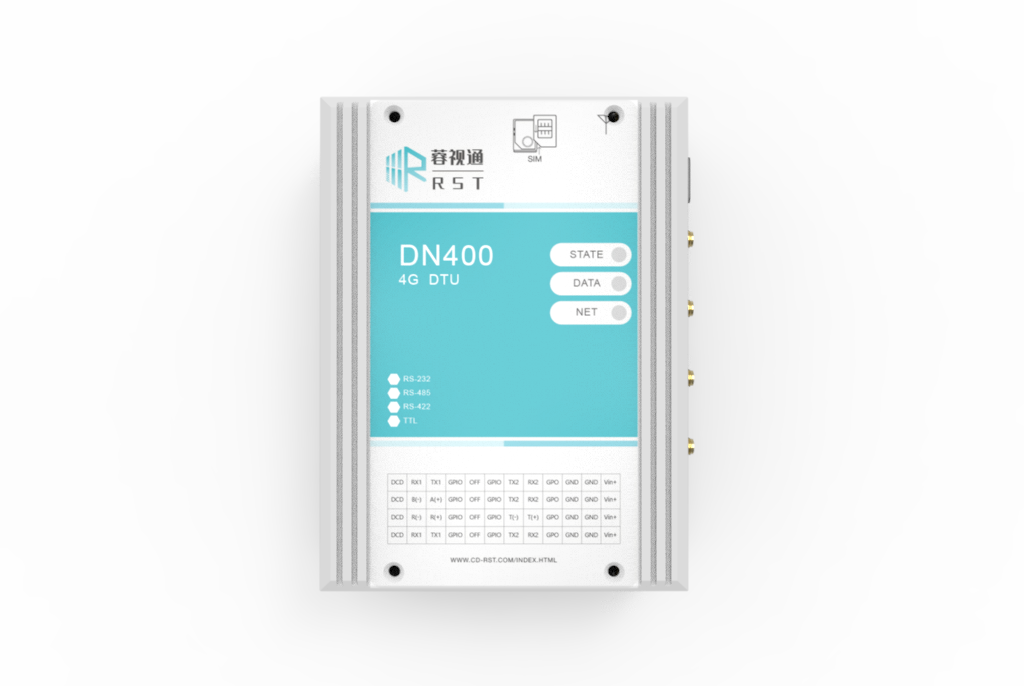 SIM
蓉视通
RST
DN400
4G DTU
STATE
DATA
NET
RS-232
RS-485
RS-422
TTL
DCD RX1 TX1 GPIO OFF GPIO TX2 RX2 GPO GND GND Vin+
DCD B(-) A(+) GPIO OFF GPIO TX2 RX2 GPO GND GND Vin+
DCD R(-) R(+) GPIO OFF GPIO T(-) T(+) GPO GND GND Vin+
DCD RX1 TX1 GPIO OFF GPIO TX2 RX2 GPO GND GND Vin+
WWW.CD-RST.COM/INDEX.HTML